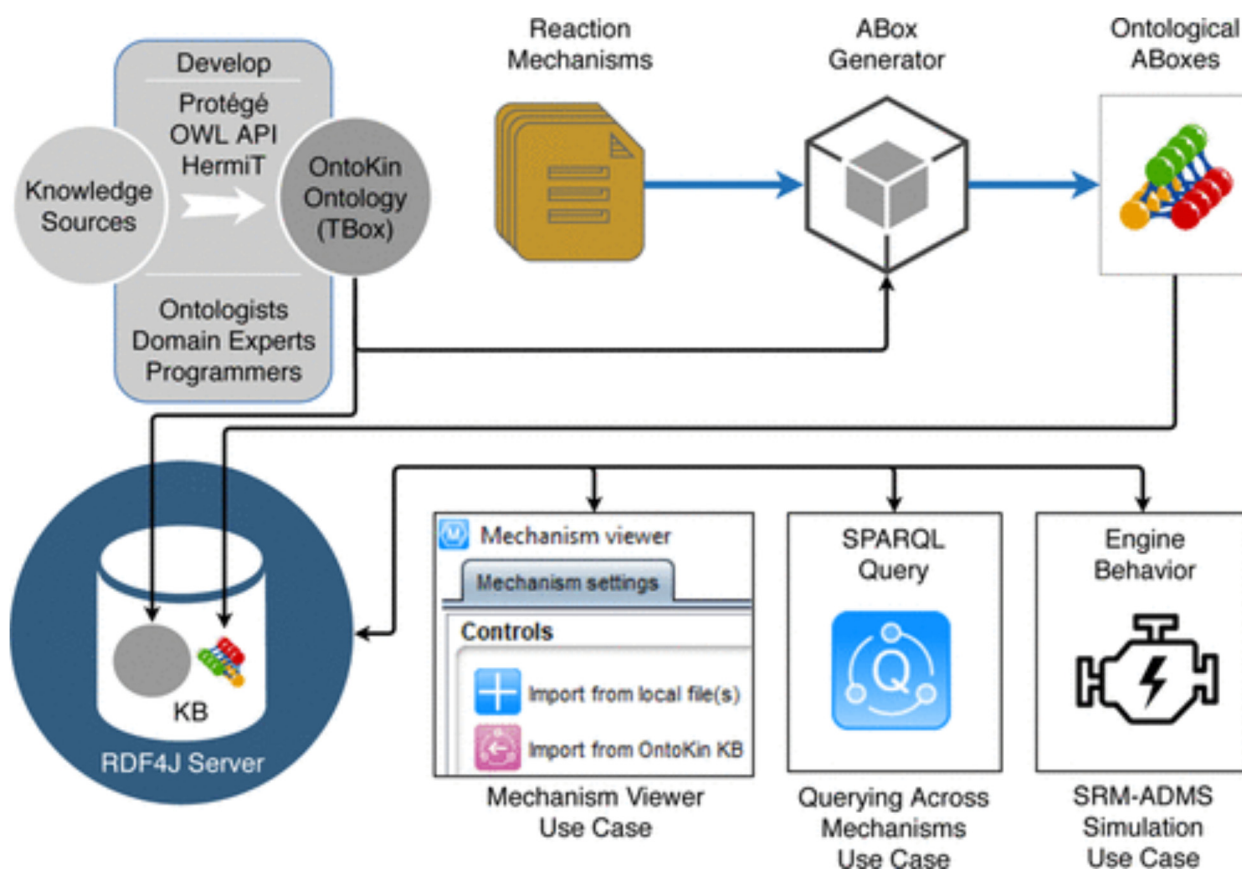 Develop
Protégé
OWL API
HermiT
Knowledge
Sources
OntoKin
Ontology
(TBox)
Ontologists
Domain Experts
Programmers
Reaction
Mechanisms
ABox
Generator
Ontological
ABoxes
KB
RDF4J Server
M
Mechanism viewer
Mechanism settings
Controls
Import from local file(s)
Import from OntoKin KB
Mechanism Viewer
Use Case
SPARQL
Query
Q
Querying Across
Mechanisms
Use Case
Engine
Behavior
SRM-ADMS
Simulation
Use Case